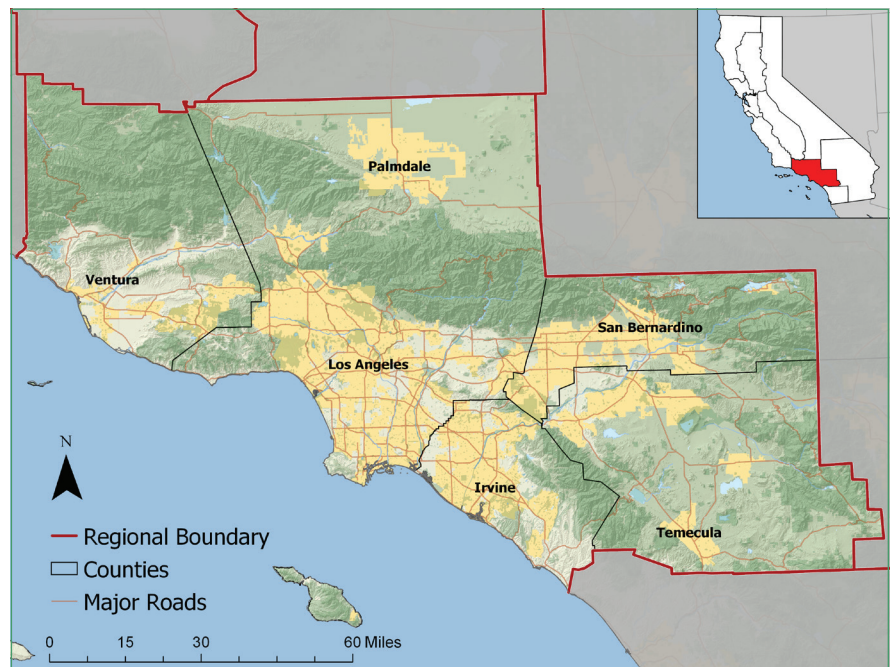 Palmdale
Ventura
San Bernardino
Los Angeles
Irvine
Temecula
N
Regional Boundary
Counties
Major Roads
0 15 30 60 Miles